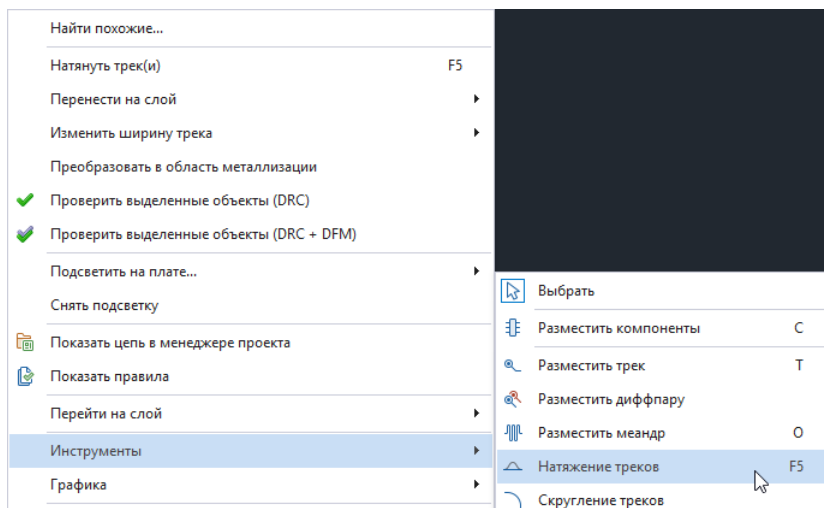 Найти похожие...
Натянуть трек(и) F5
Перенести на слой
Изменить ширину трека
Преобразовать в область металлизации
Проверить выделенные объекты (DRC)
Проверить выделенные объекты (DRC + DFM)
Подсветить на плате...
Снять подсветку
Показать цепь в менеджере проекта
Показать правила
Перейти на слой
Инструменты
Графика
Выбрать
Разместить компоненты C
Разместить трек T
Разместить диффпару
Разместить меандр O
Натяжение треков F5
Скругление треков